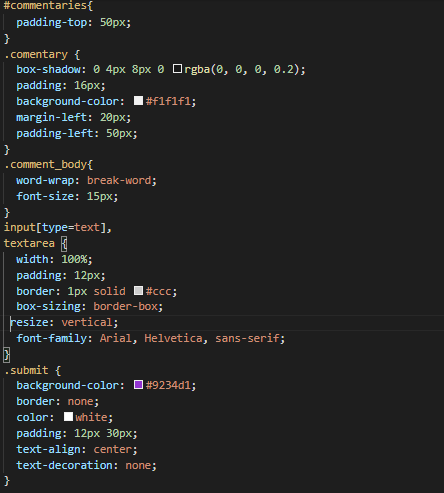 #commentaries{
padding-top: 50px;
}
.comentary {
box-shadow: 0 4px 8px 0 rgba(0, 0, 0, 0.2);
padding: 16px;
background-color: #f1f1f1;
margin-left: 20px;
padding-left: 50px;
}
.comment_body{
word-wrap: break-word;
font-size: 15px;
}
input[type=text],
textarea {
width: 100%;
padding: 12px;
border: 1px solid #ccc;
box-sizing: border-box;
resize: vertical;
font-family: Arial, Helvetica, sans-serif;
}
.submit {
background-color: #9234d1;
border: none;
color: white;
padding: 12px 30px;
text-align: center;
text-decoration: none;
}